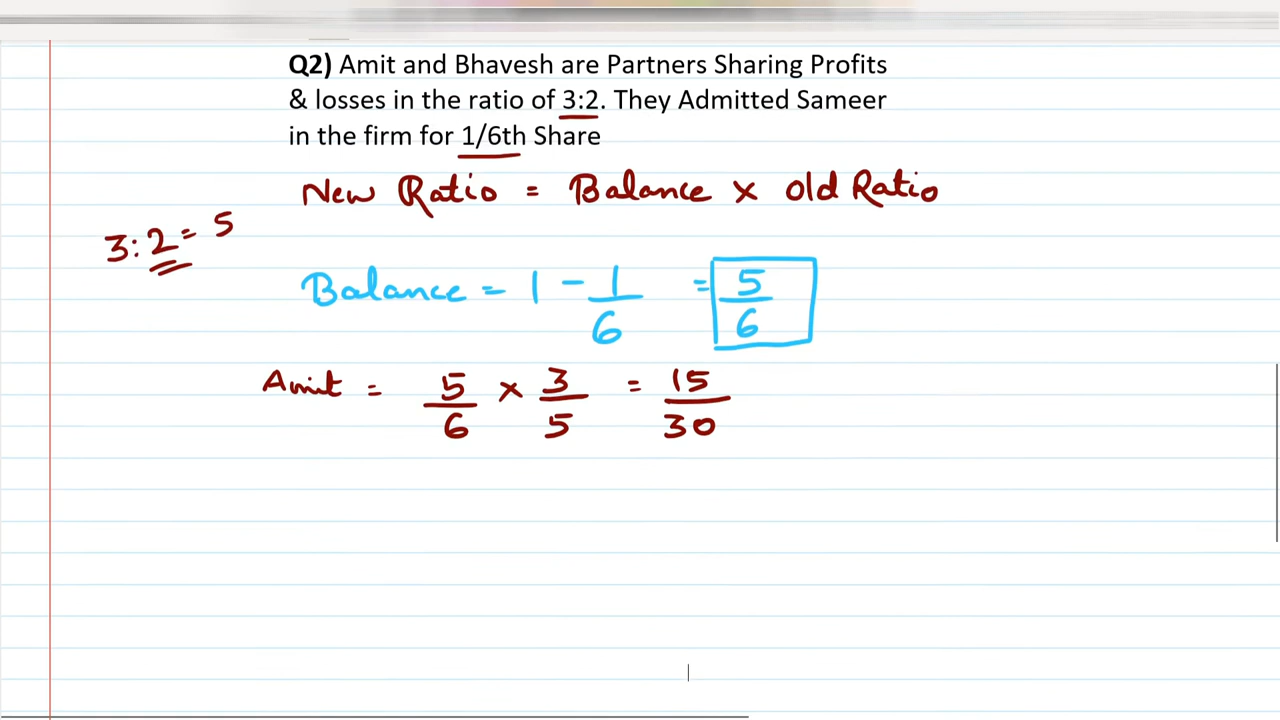 Q2) Amit and Bhavesh are Partners Sharing Profits
& losses in the ratio of 3:2. They Admitted Sameer
in the firm for 1/6th Share
New Ratio = Balance × old Ratio
3:2 = 5
Balance = 1 - 1/6 = 5/6
Amit = 5/6 × 3/5 = 15/30